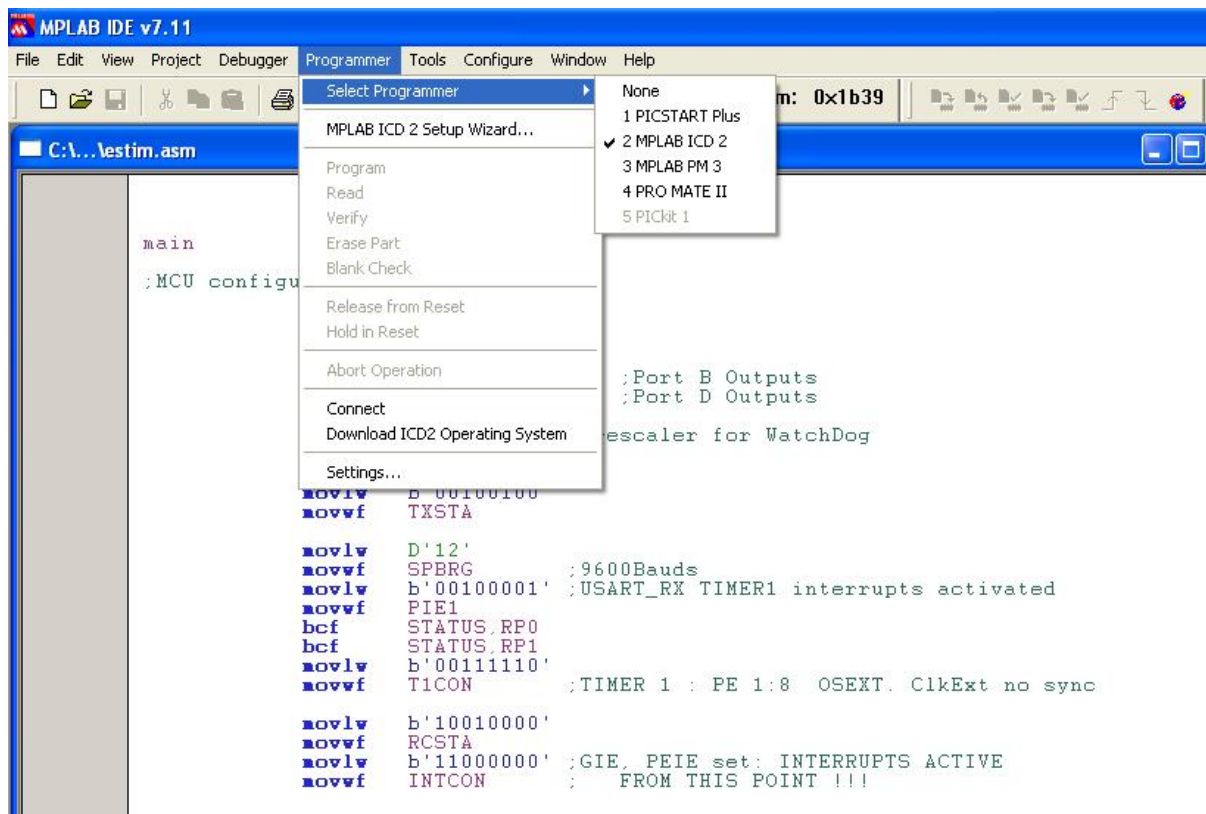 MPLAB IDE v7.11
File Edit View Project Debugger Programmer Tools Configure Window Help
m: 0x1b39
Select Programmer
MPLAB ICD 2 Setup Wizard...
Program
Read
Verify
Erase Part
Blank Check
Release from Reset
Hold in Reset
Abort Operation
Connect
Download ICD2 Operating System
Settings...
None
1 PICSTART Plus
2 MPLAB ICD 2
3 MPLAB PM 3
4 PRO MATE II
5 PICkit 1
C:\...\estim.asm
main
;MCU configu
;Port B Outputs
;Port D Outputs
escaler for WatchDog
movlw b'00100100'
movwf TXSTA
movlw D'12'
movwf SPBRG ;9600Bauds
movlw b'00100001' ;USART_RX TIMER1 interrupts activated
movwf PIE1
bcf STATUS,RP0
bcf STATUS,RP1
movlw b'00111110'
movwf T1CON ;TIMER 1 : PE 1:8 OSEXT. ClkExt no sync
movlw b'10010000'
movwf RCSTA
movlw b'11000000' ;GIE, PEIE set: INTERRUPTS ACTIVE
movwf INTCON ; FROM THIS POINT !!!